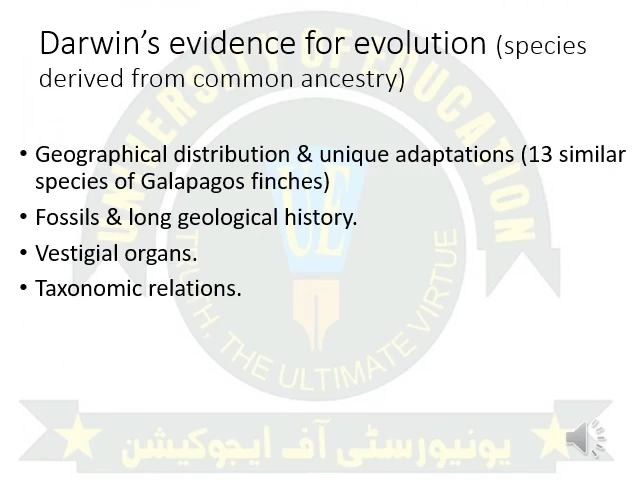 Darwin’s evidence for evolution (species
derived from common ancestry)
• Geographical distribution & unique adaptations (13 similar
species of Galapagos finches)
• Fossils & long geological history.
• Vestigial organs.
• Taxonomic relations.
UNIVERSITY OF EDUCATION
UE
TRUTH, THE ULTIMATE VIRTUE
یونیورسٹی آف ایجوکیشن